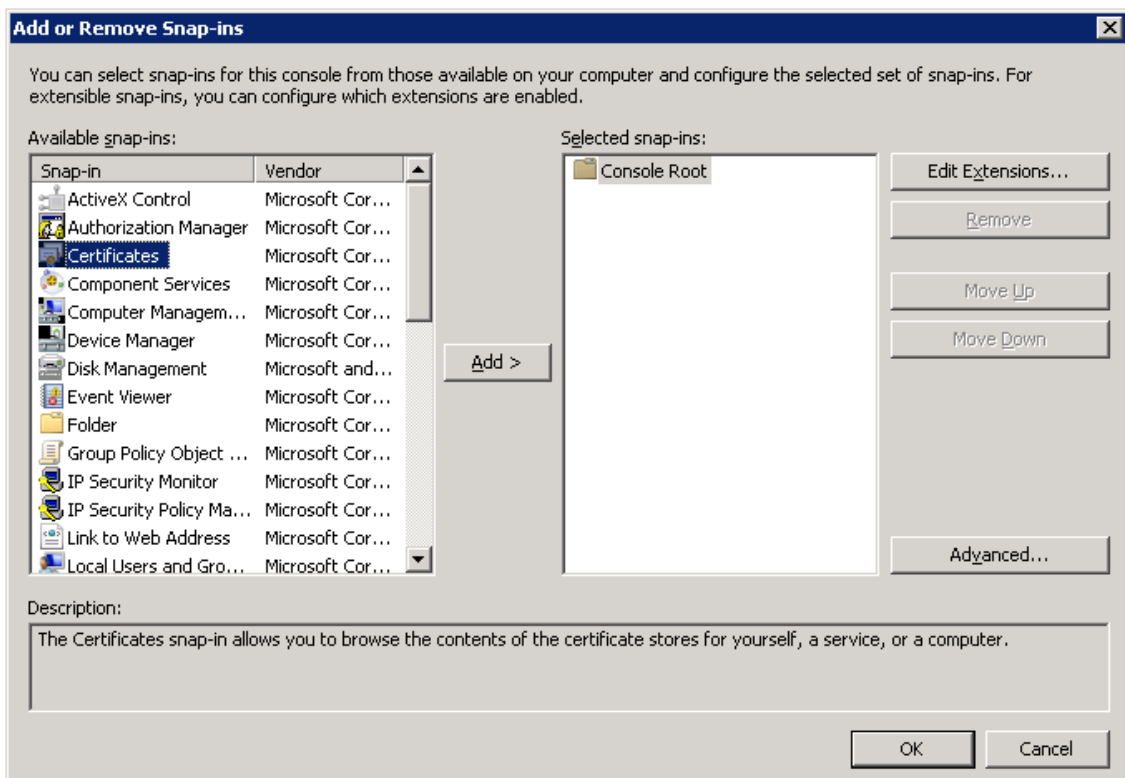 Add or Remove Snap-ins
You can select snap-ins for this console from those available on your computer and configure the selected set of snap-ins. For
extensible snap-ins, you can configure which extensions are enabled.
Available snap-ins:
Snap-in Vendor
ActiveX Control Microsoft Cor...
Authorization Manager Microsoft Cor...
Certificates Microsoft Cor...
Component Services Microsoft Cor...
Computer Managem... Microsoft Cor...
Device Manager Microsoft Cor...
Disk Management Microsoft and...
Event Viewer Microsoft Cor...
Folder Microsoft Cor...
Group Policy Object ... Microsoft Cor...
IP Security Monitor Microsoft Cor...
IP Security Policy Ma... Microsoft Cor...
Link to Web Address Microsoft Cor...
Local Users and Gro... Microsoft Cor...
Add >
Selected snap-ins:
Console Root
Edit Extensions...
Remove
Move Up
Move Down
Advanced...
Description:
The Certificates snap-in allows you to browse the contents of the certificate stores for yourself, a service, or a computer.
OK
Cancel